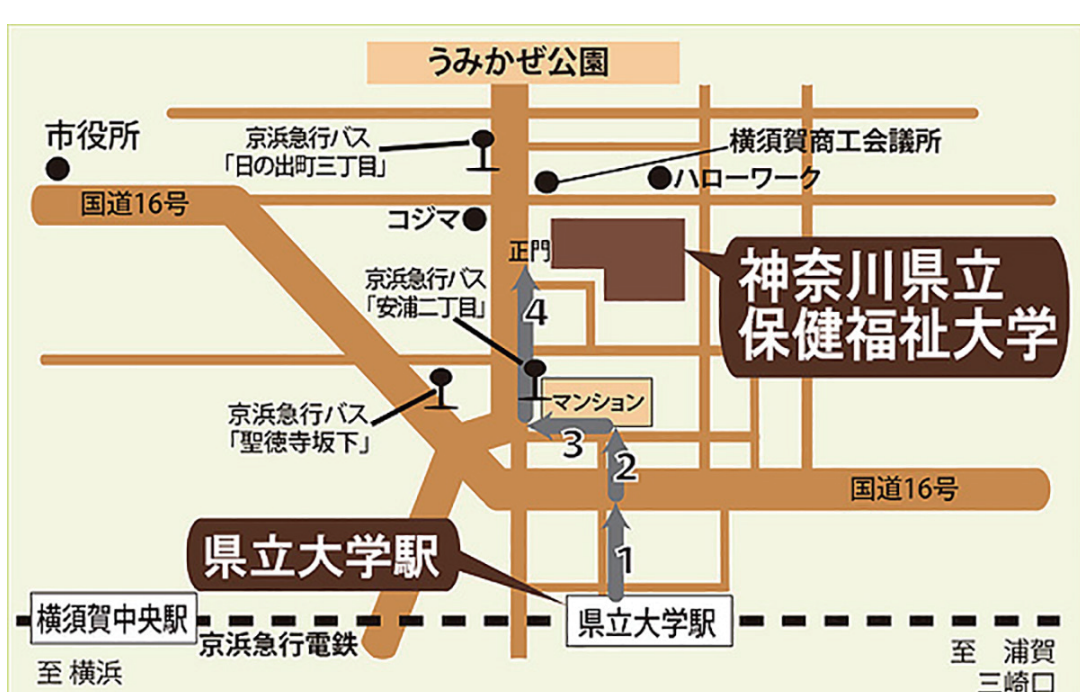 うみかぜ公園
市役所
京浜急行バス
「日の出町三丁目」
横須賀商工会議所
ハローワーク
国道16号
コジマ
正門
神奈川県立
保健福祉大学
京浜急行バス
「安浦二丁目」
4
マンション
京浜急行バス
「聖徳寺坂下」
3
2
国道16号
県立大学駅
1
横須賀中央駅
京浜急行電鉄
県立大学駅
至 横浜
至 浦賀
三崎口